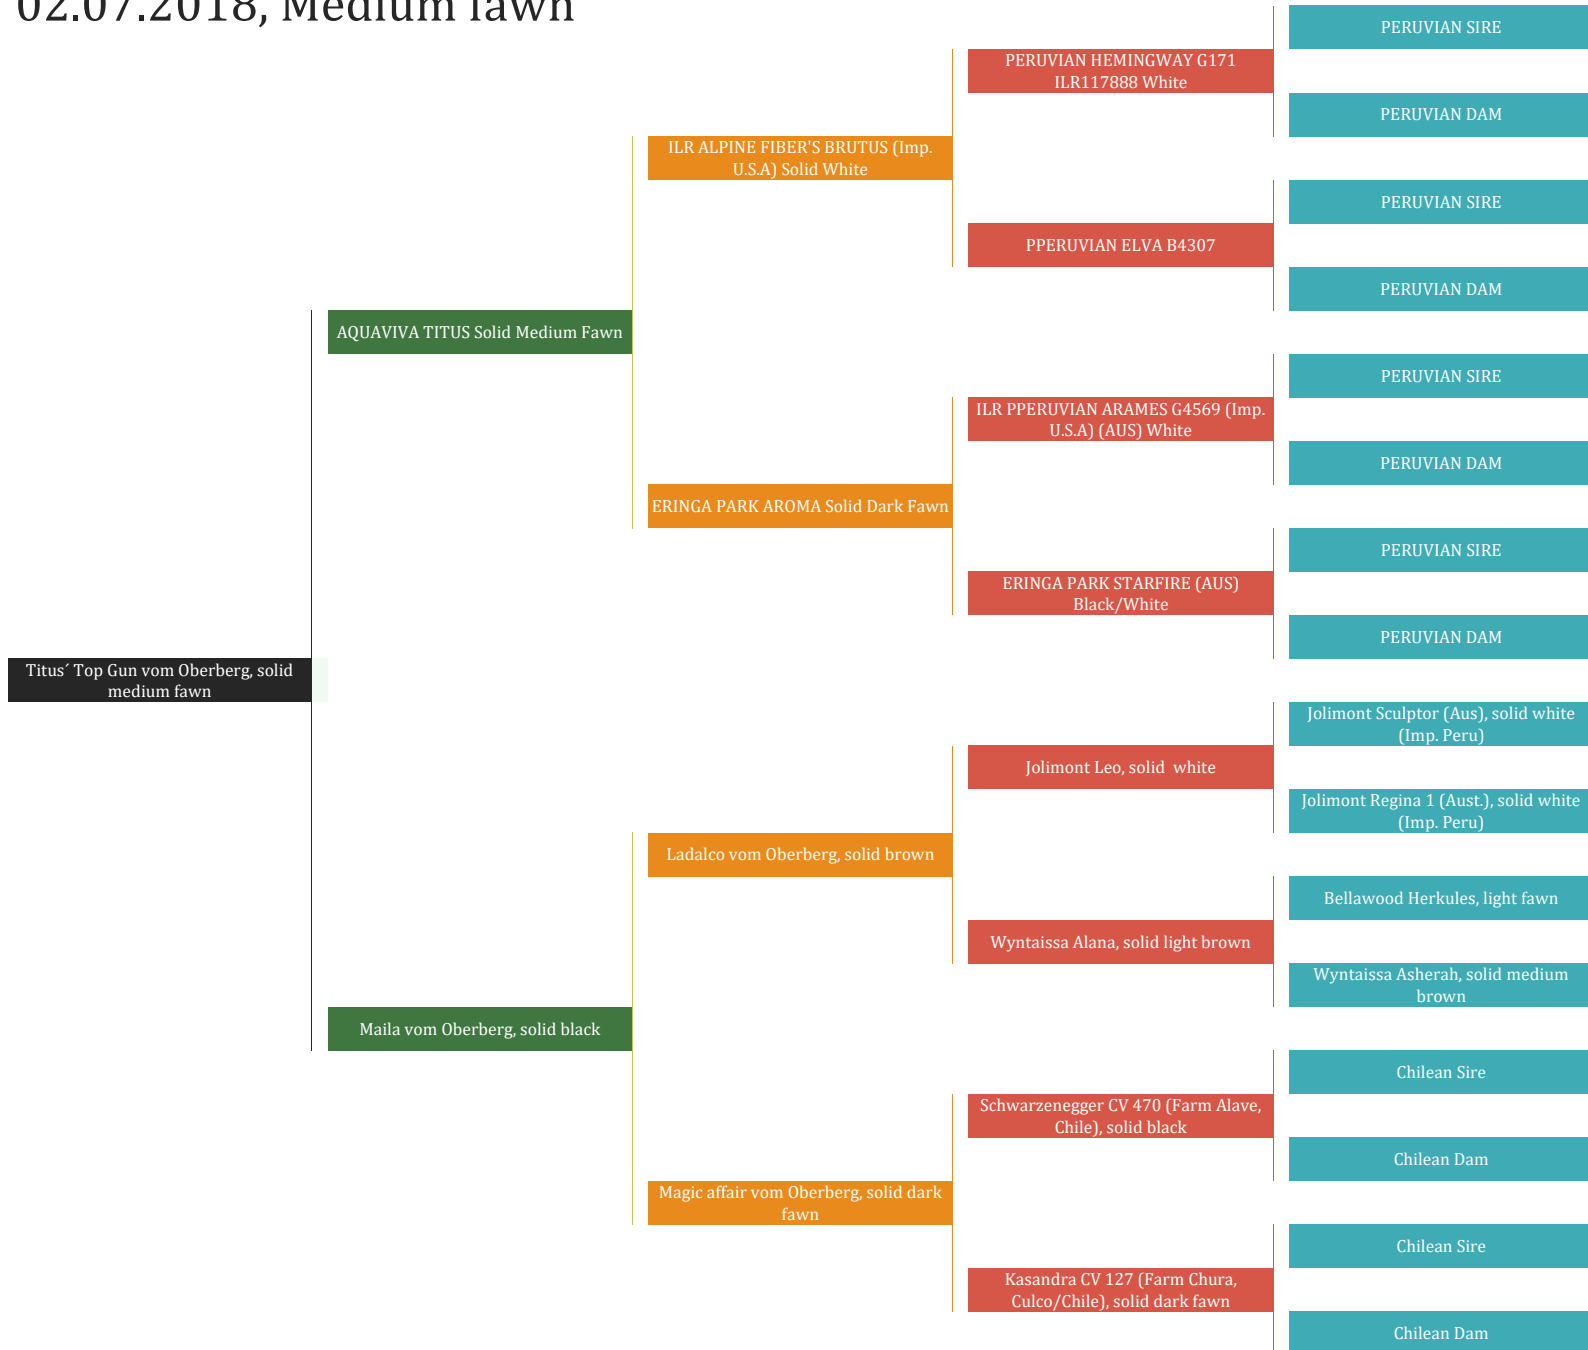 02.07.2018, Medium fawn
PERUVIAN SIRE
PERUVIAN HEMINGWAY G171
ILR117888 White
PERUVIAN DAM
ILR ALPINE FIBER'S BRUTUS (Imp.
U.S.A) Solid White
PERUVIAN SIRE
PPERUVIAN ELVA B4307
PERUVIAN DAM
AQUAVIVA TITUS Solid Medium Fawn
PERUVIAN SIRE
ILR PPERUVIAN ARAMES G4569 (Imp.
U.S.A) (AUS) White
PERUVIAN DAM
ERINGA PARK AROMA Solid Dark Fawn
PERUVIAN SIRE
ERINGA PARK STARFIRE (AUS)
Black/White
PERUVIAN DAM
Titus´ Top Gun vom Oberberg, solid
medium fawn
Jolimont Sculptor (Aus), solid white
(Imp. Peru)
Jolimont Leo, solid  white
Jolimont Regina 1 (Aust.), solid white
(Imp. Peru)
Ladalco vom Oberberg, solid brown
Bellawood Herkules, light fawn
Wyntaissa Alana, solid light brown
Wyntaissa Asherah, solid medium
brown
Maila vom Oberberg, solid black
Chilean Sire
Schwarzenegger CV 470 (Farm Alave,
Chile), solid black
Chilean Dam
Magic affair vom Oberberg, solid dark
fawn
Chilean Sire
Kasandra CV 127 (Farm Chura,
Culco/Chile), solid dark fawn
Chilean Dam